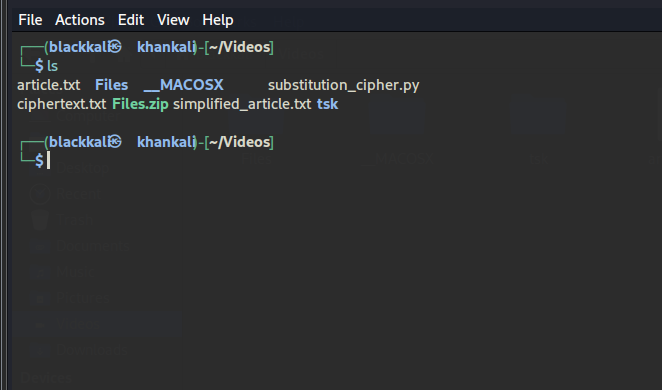 File Actions Edit View Help
┌──(blackkali㉿ khankali)-[~/Videos]
└─$ ls
article.txt Files __MACOSX substitution_cipher.py
ciphertext.txt Files.zip simplified_article.txt tsk
┌──(blackkali㉿ khankali)-[~/Videos]
└─$